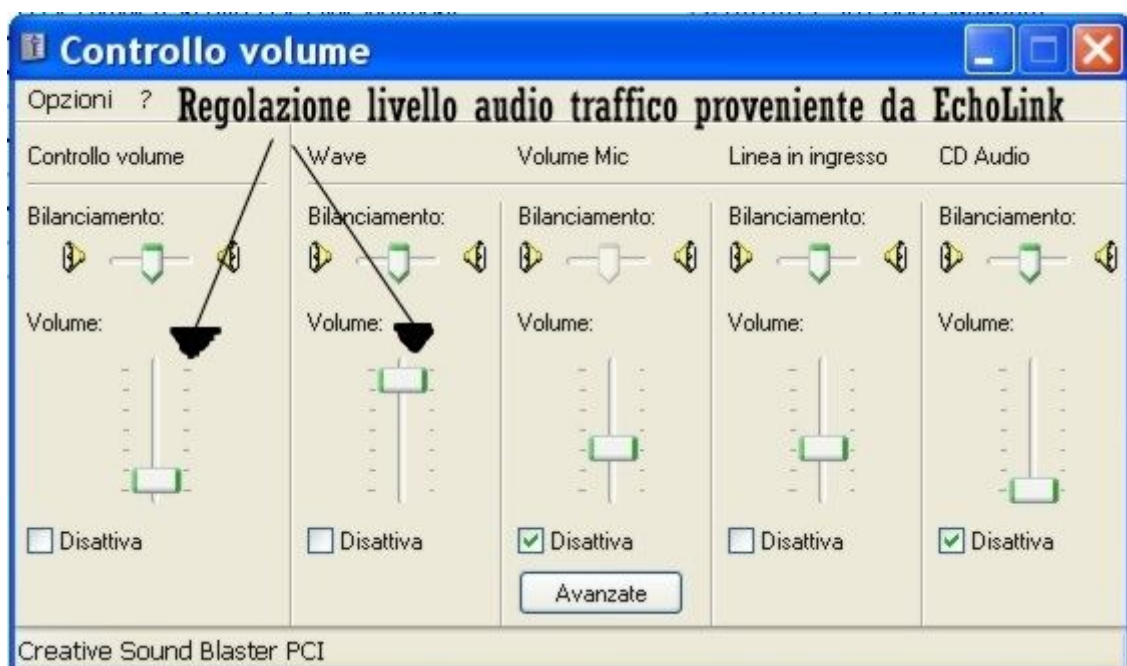 Controllo volume
Opzioni ?
Regolazione livello audio traffico proveniente da EchoLink
Controllo volume Wave Volume Mic Linea in ingresso CD Audio
Bilanciamento: Bilanciamento: Bilanciamento: Bilanciamento: Bilanciamento:
Volume: Volume: Volume: Volume: Volume:
Disattiva Disattiva Disattiva Disattiva Disattiva
Avanzate
Creative Sound Blaster PCI